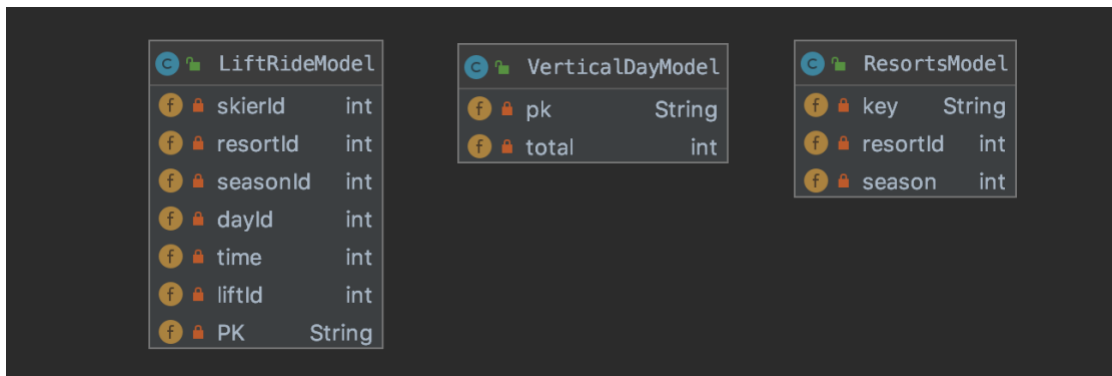 LiftRideModel
skierId int
resortId int
seasonId int
dayId int
time int
liftId int
PK String
VerticalDayModel
pk String
total int
ResortsModel
key String
resortId int
season int